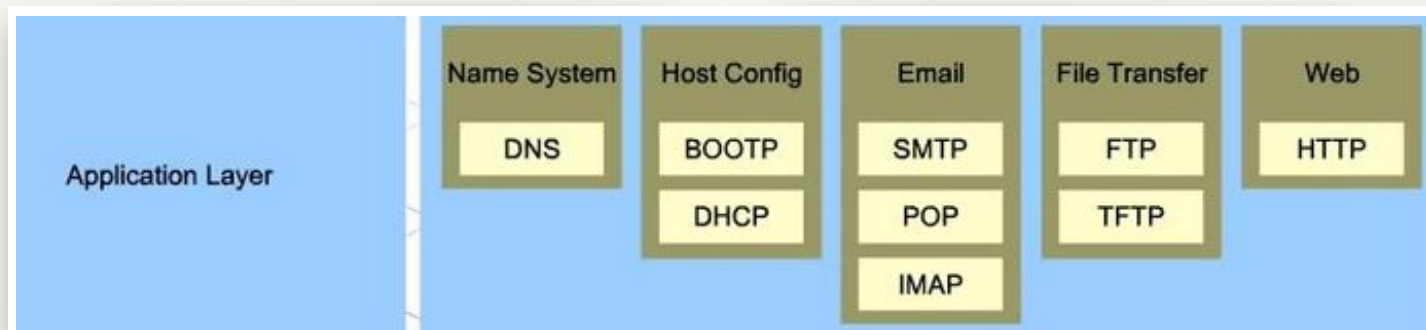 Application Layer
Name System
DNS
Host Config
BOOTP
DHCP
Email
SMTP
POP
IMAP
File Transfer
FTP
TFTP
Web
HTTP